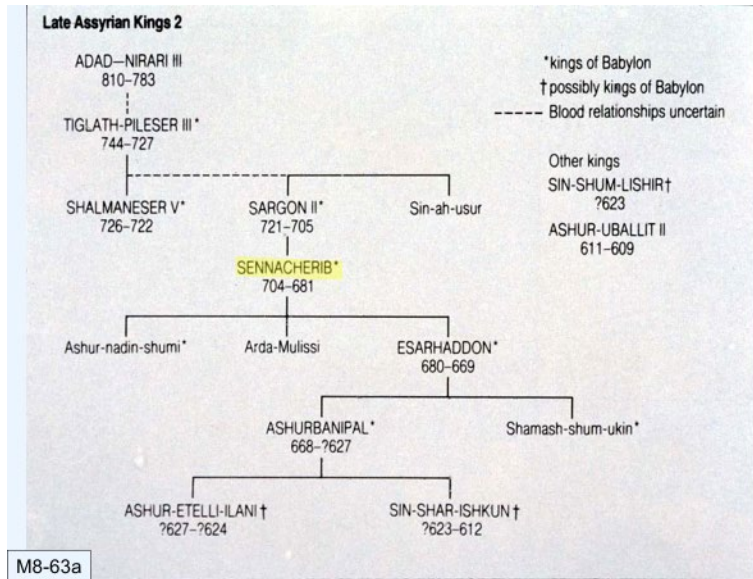 Late Assyrian Kings 2
ADAD—NIRARI III
810–783
TIGLATH-PILESER III*
744–727
SHALMANESER V*
726–722
SARGON II*
721–705
Sin-ah-usur
SENNACHERIB*
704–681
Ashur-nadin-shumi*
Arda-Mulissi
ESARHADDON*
680–669
ASHURBANIPAL*
668–?627
Shamash-shum-ukin*
ASHUR-ETELLI-ILANI †
?627–?624
SIN-SHAR-ISHKUN †
?623–612
*kings of Babylon
†possibly kings of Babylon
----- Blood relationships uncertain
Other kings
SIN-SHUM-LISHIR†
?623
ASHUR-UBALLIT II
611–609
M8-63a